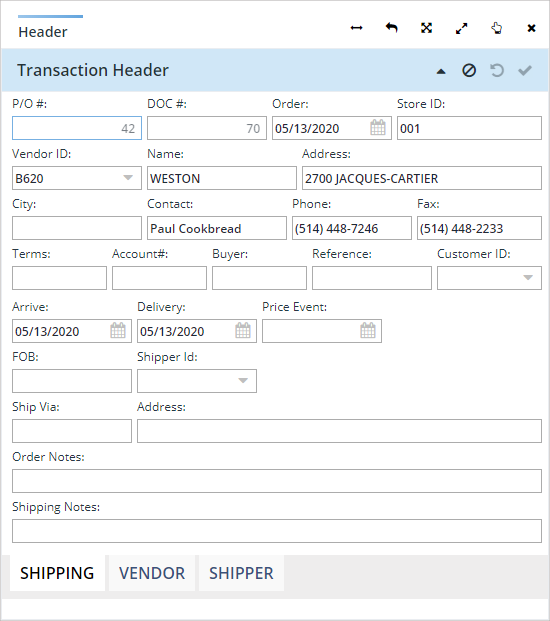 Header
Transaction Header
P/O #: DOC #: Order: Store ID:
42 70 05/13/2020 001
Vendor ID: Name: Address:
B620 WESTON 2700 JACQUES-CARTIER
City: Contact: Phone: Fax:
Paul Cookbread (514) 448-7246 (514) 448-2233
Terms: Account#: Buyer: Reference: Customer ID:
Arrive: Delivery: Price Event:
05/13/2020 05/13/2020
FOB: Shipper Id:
Ship Via: Address:
Order Notes:
Shipping Notes:
SHIPPING VENDOR SHIPPER